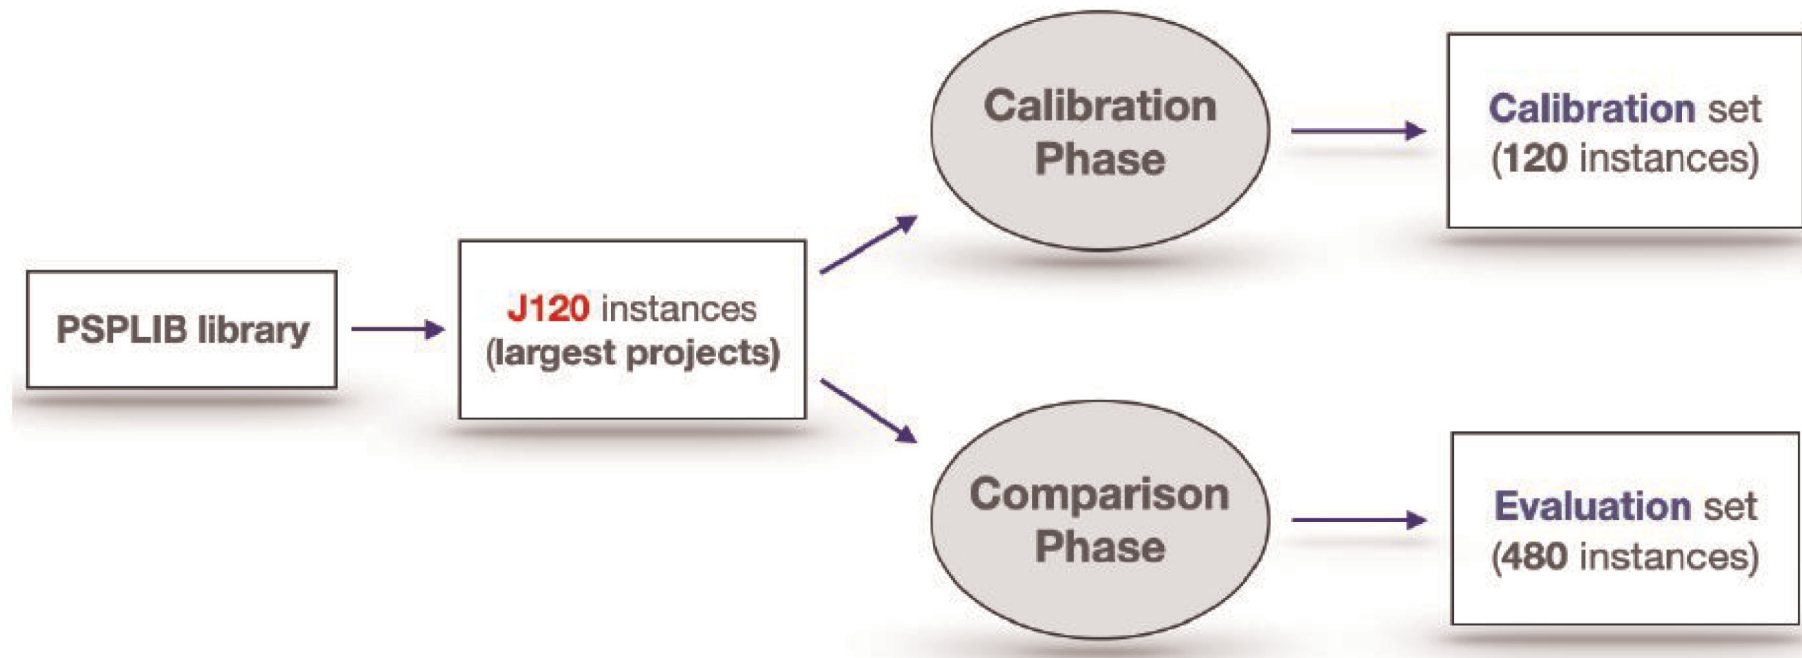 PSPLIB library
J120 instances
(largest projects)
Calibration
Phase
Calibration set
(120 instances)
Comparison
Phase
Evaluation set
(480 instances)